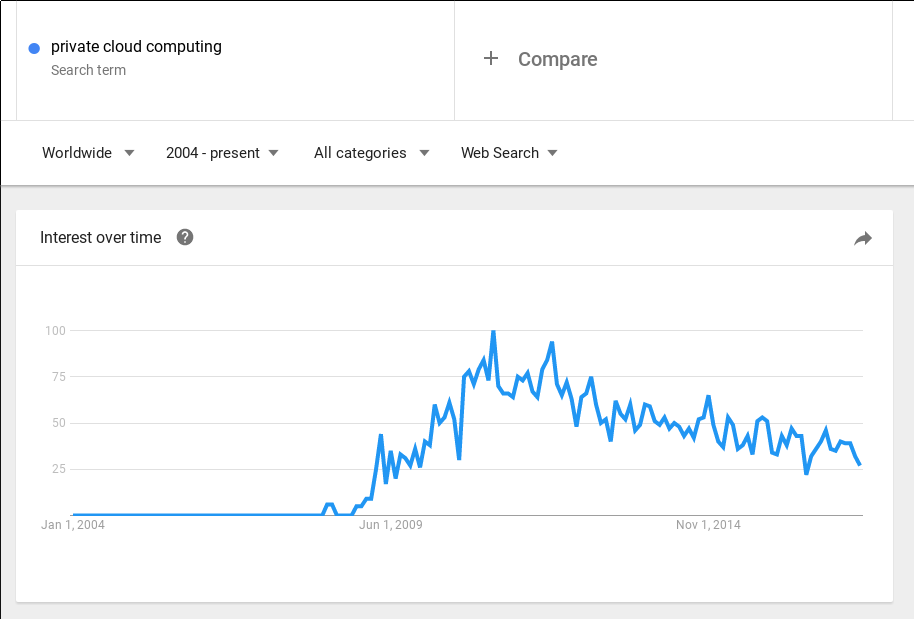 private cloud computing
Search term
+ Compare
Worldwide 2004 - present All categories Web Search
Interest over time ?
100
75
50
25
Jan 1, 2004 Jun 1, 2009 Nov 1, 2014